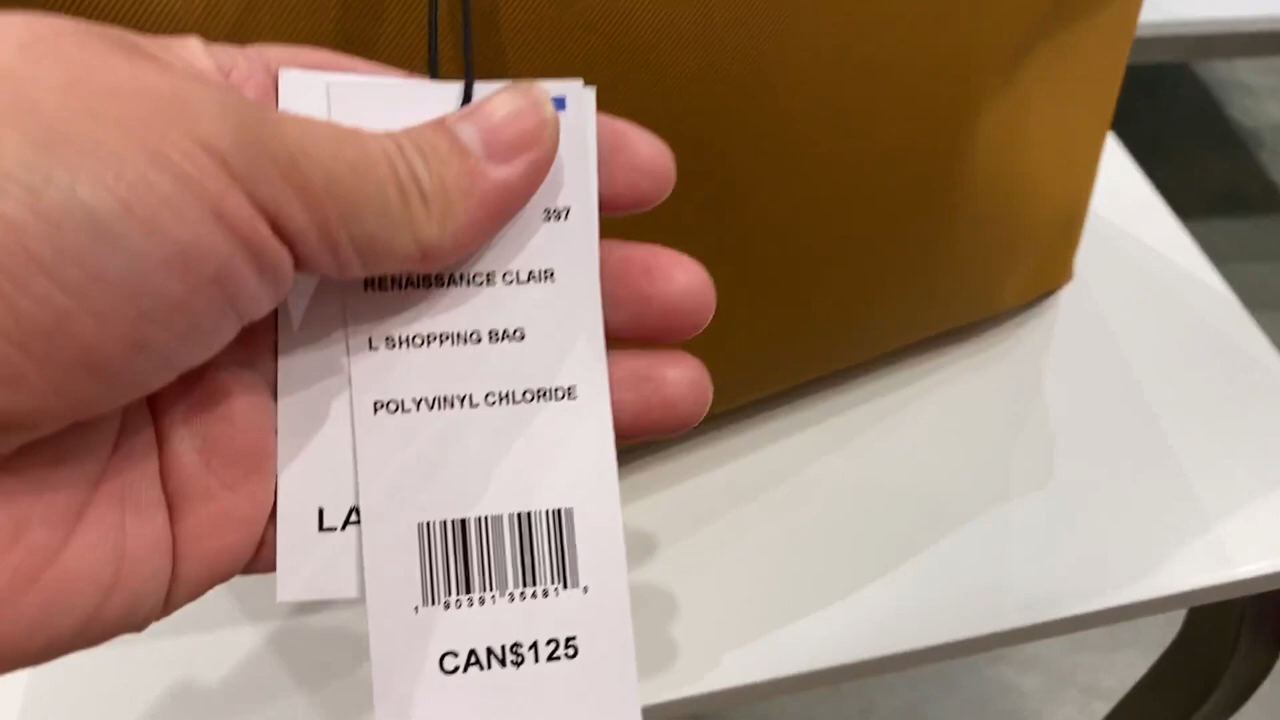 397
RENAISSANCE CLAIR
L SHOPPING BAG
POLYVINYL CHLORIDE
LA
CAN$125